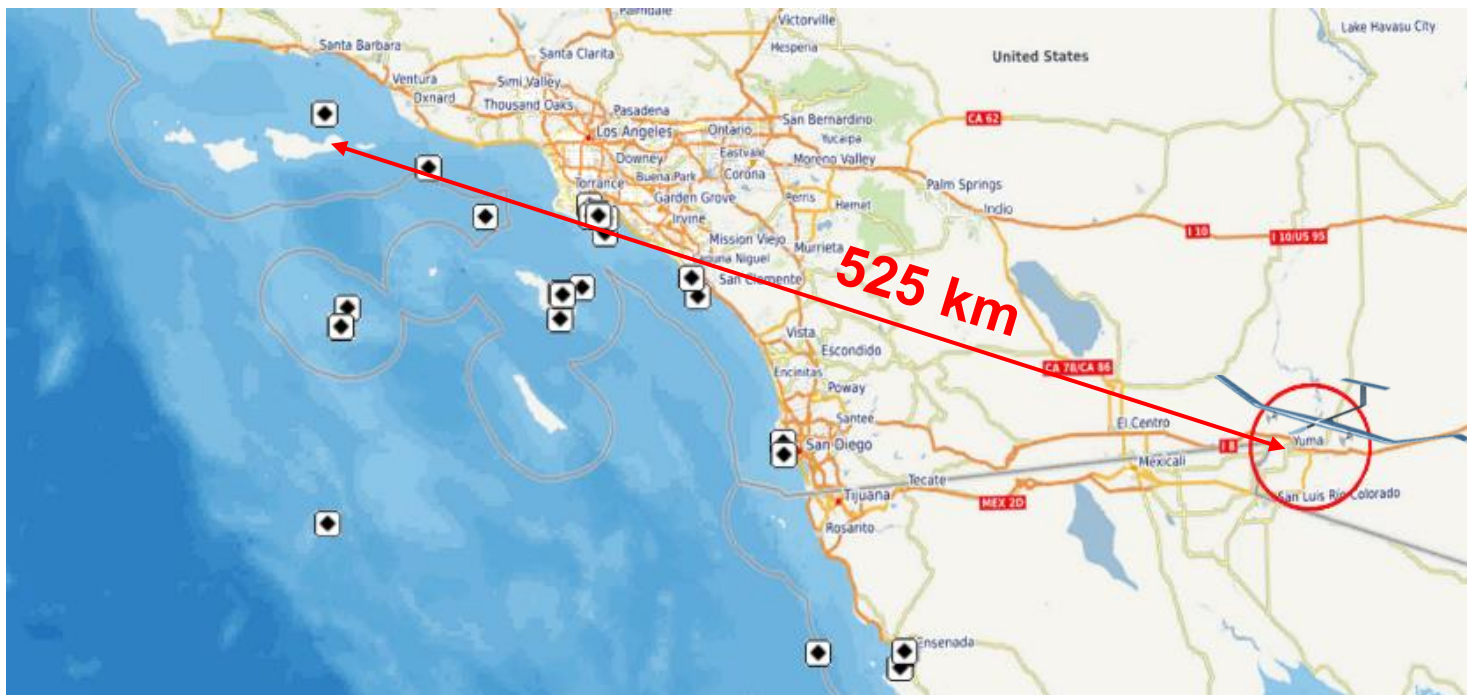 Palmdale
Victorville
Lake Havasu City
Santa Barbara
Santa Clarita
Hesperia
United States
Ventura
Simi Valley
Oxnard
Thousand Oaks
Pasadena
San Bernardino
CA 62
Los Angeles
Ontario
Yucaipa
Downey
Eastvale
Moreno Valley
Torrance
Buena Park
Corona
Palm Springs
Garden Grove
Perris
Hemet
Indio
Irvine
I 10
I 10/US 95
Mission Viejo
Murrieta
Laguna Niguel
San Clemente
525 km
Vista
Escondido
Encinitas
CA 78/CA 86
Poway
Santee
El Centro
San Diego
I 8
Yuma
Mexicali
Tecate
Tijuana
MEX 2D
San Luis Río Colorado
Rosarito
Ensenada